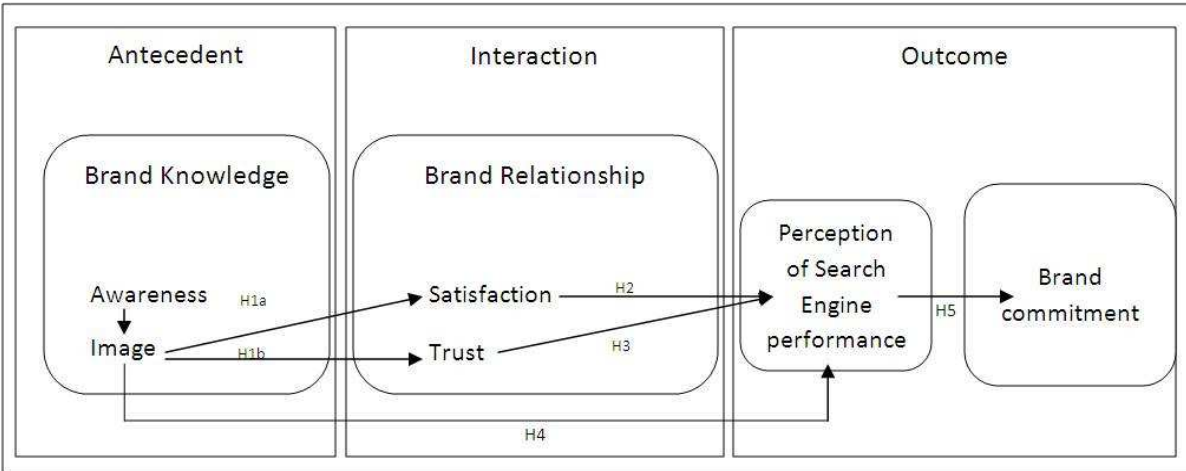 Antecedent
Interaction
Outcome
Brand Knowledge
Brand Relationship
Perception
of Search
Engine
performance
Brand
commitment
Awareness
Image
Satisfaction
Trust
H1a
H1b
H2
H3
H5
H4